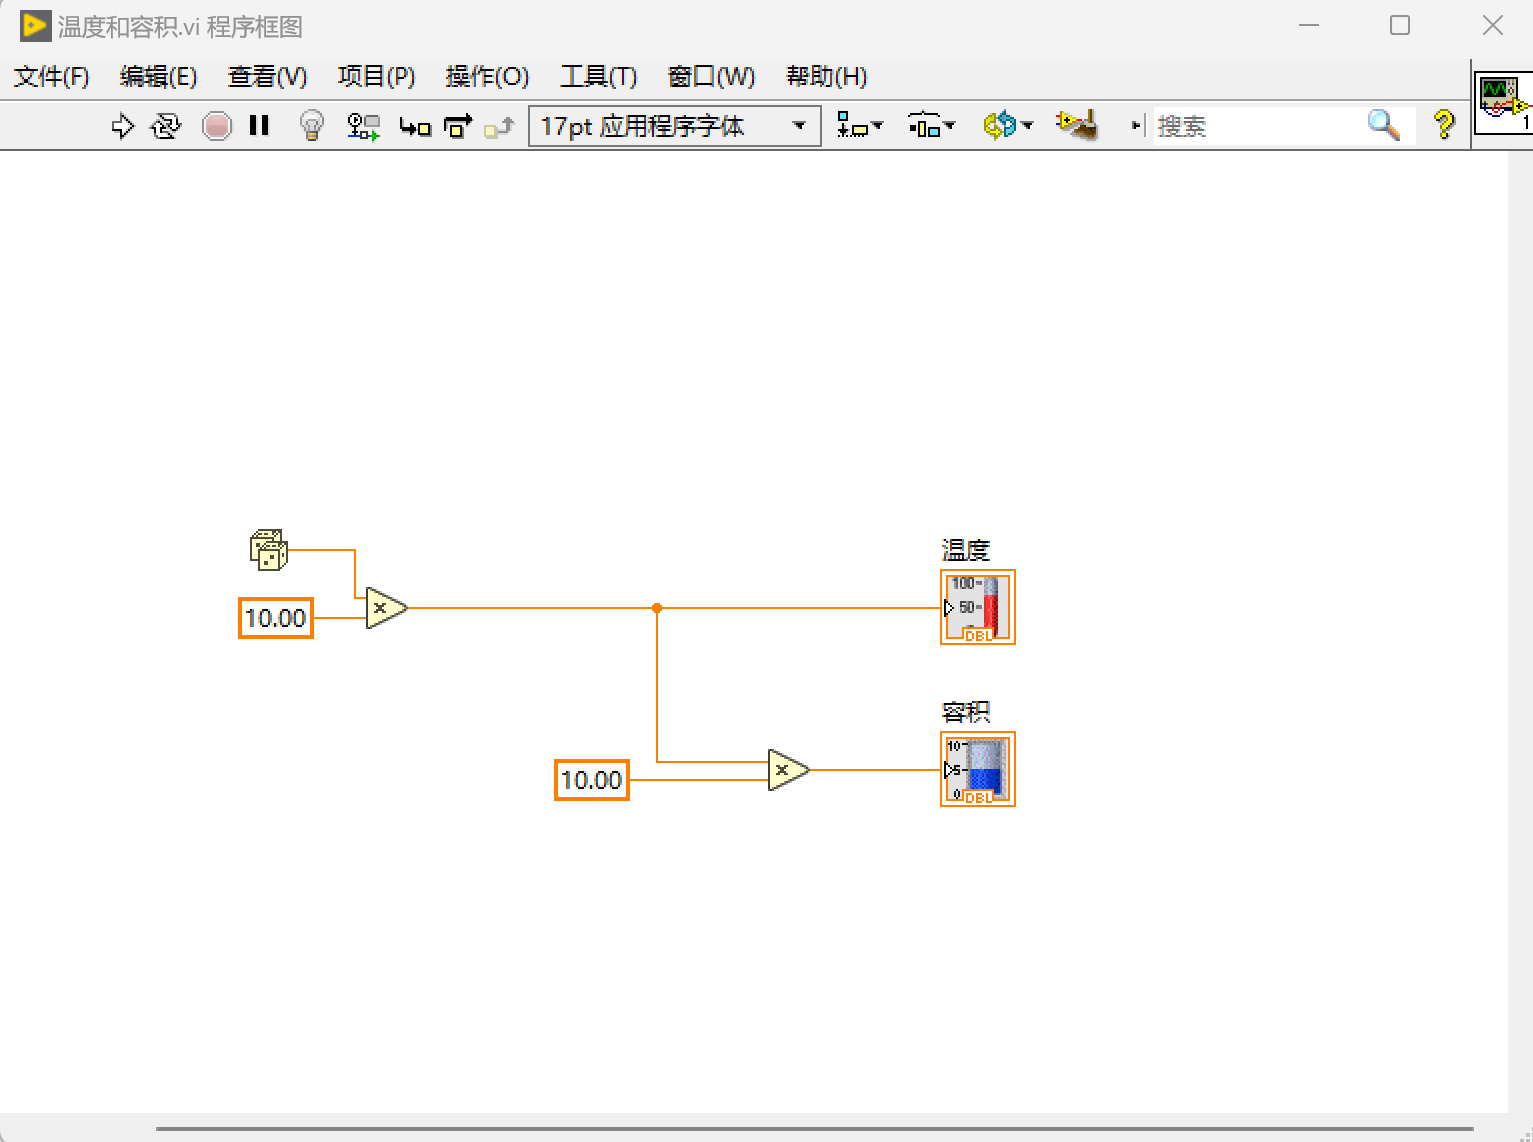 温度和容积.vi 程序框图
文件(F) 编辑(E) 查看(V) 项目(P) 操作(O) 工具(T) 窗口(W) 帮助(H)
17pt 应用程序字体 搜索 ?
1
温度
100
50
DBL
10.00
容积
10
5
0
DBL
10.00